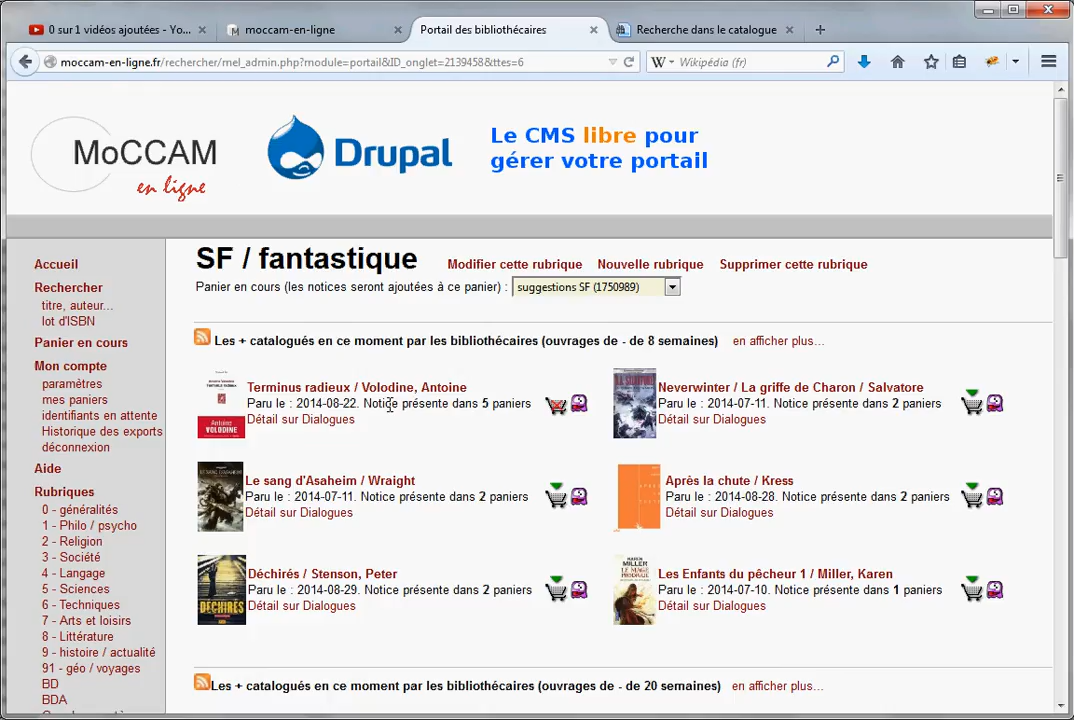 0 sur 1 vidéos ajoutées - Yo...
moccam-en-ligne
Portail des bibliothécaires
Recherche dans le catalogue
moccam-en-ligne.fr/rechercher/mel_admin.php?module=portail&ID_onglet=2139458&ttes=6
Wikipédia (fr)
MoCCAM
en ligne
Drupal
Le CMS libre pour
gérer votre portail
Accueil
Rechercher
titre, auteur...
lot d'ISBN
Panier en cours
Mon compte
paramètres
mes paniers
identifiants en attente
Historique des exports
déconnexion
Aide
Rubriques
0 - généralités
1 - Philo / psycho
2 - Religion
3 - Société
4 - Langage
5 - Sciences
6 - Techniques
7 - Arts et loisirs
8 - Littérature
9 - histoire / actualité
91 - géo / voyages
BD
BDA
SF / fantastique
Modifier cette rubrique Nouvelle rubrique Supprimer cette rubrique
Panier en cours (les notices seront ajoutées à ce panier) : suggestions SF (1750989)
Les + catalogués en ce moment par les bibliothécaires (ouvrages de - de 8 semaines) en afficher plus...
Terminus radieux / Volodine, Antoine
Paru le : 2014-08-22. Notice présente dans 5 paniers
Détail sur Dialogues
Neverwinter / La griffe de Charon / Salvatore
Paru le : 2014-07-11. Notice présente dans 2 paniers
Détail sur Dialogues
Le sang d'Asaheim / Wraight
Paru le : 2014-07-11. Notice présente dans 2 paniers
Détail sur Dialogues
Après la chute / Kress
Paru le : 2014-08-28. Notice présente dans 2 paniers
Détail sur Dialogues
Déchirés / Stenson, Peter
Paru le : 2014-08-29. Notice présente dans 2 paniers
Détail sur Dialogues
DÉCHIRÉS
Les Enfants du pêcheur 1 / Miller, Karen
Paru le : 2014-07-10. Notice présente dans 1 paniers
Détail sur Dialogues
Les + catalogués en ce moment par les bibliothécaires (ouvrages de - de 20 semaines) en afficher plus...